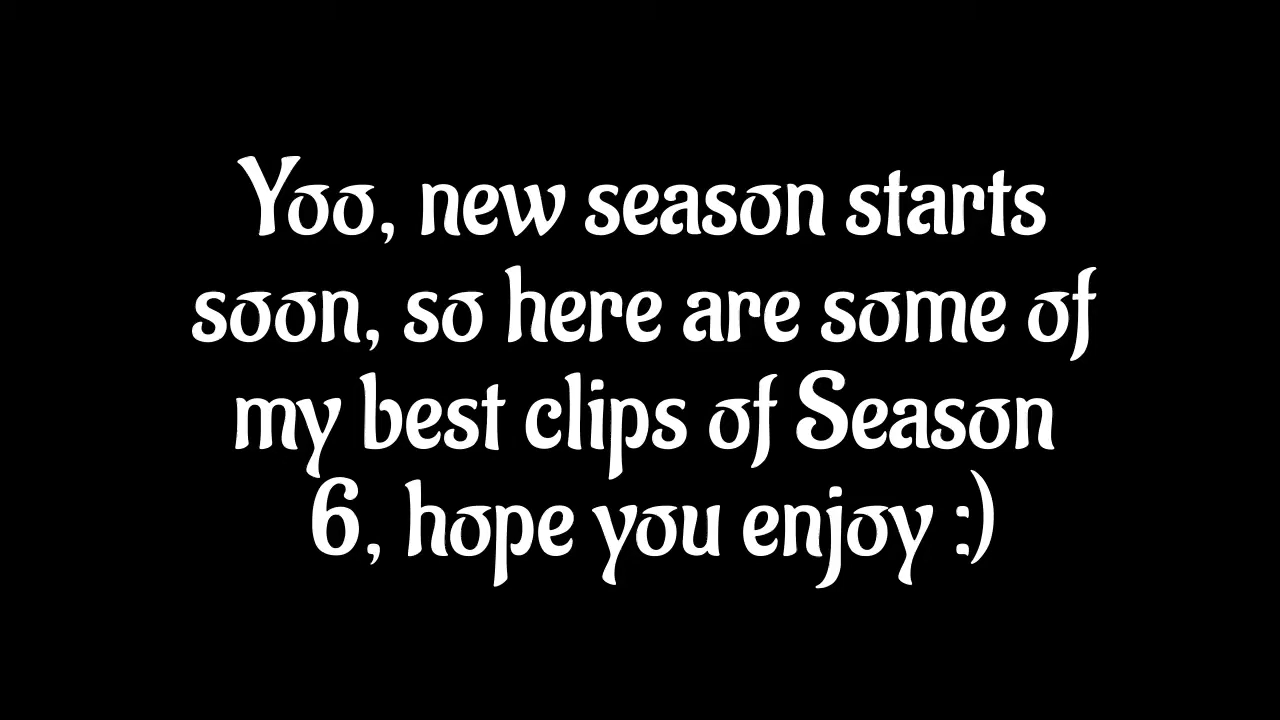 Yoo, new season starts
soon, so here are some of
my best clips of Season
6, hope you enjoy :)